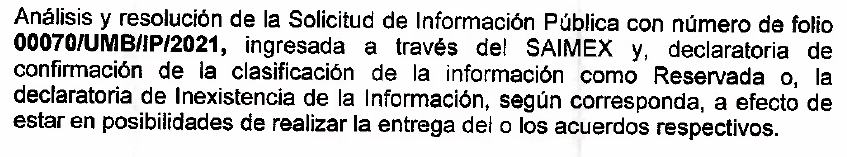 Análisis y resolución de la Solicitud de Información Pública con número de folio
00070/UMB/IP/2021, ingresada a través del SAIMEX y, declaratoria de
confirmación de la clasificación de la información como Reservada o, la
declaratoria de Inexistencia de la Información, según corresponda, a efecto de
estar en posibilidades de realizar la entrega del o los acuerdos respectivos.